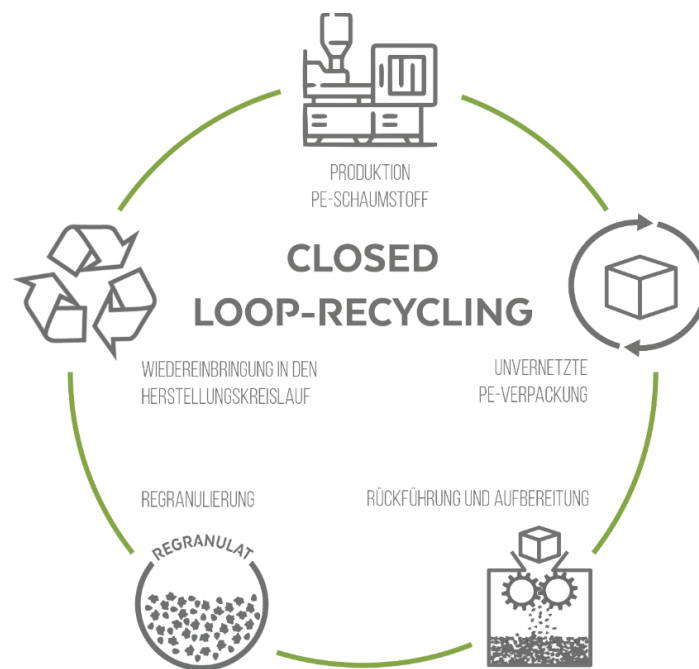 PRODUKTION
PE-SCHAUMSTOFF
CLOSED
LOOP-RECYCLING
WIEDEREINBRINGUNG IN DEN
HERSTELLUNGSKREISLAUF
UNVERNETZTE
PE-VERPACKUNG
REGRANULIERUNG
RÜCKFÜHRUNG UND AUFBEREITUNG
REGRANULAT